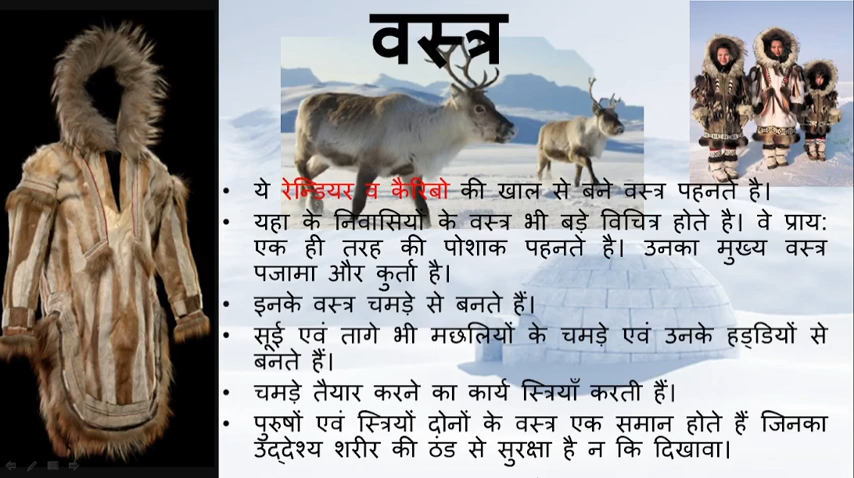 वस्त्र
• ये रेन्डियर व कैरिबो की खाल से बने वस्त्र पहनते है।
• यहा के निवासियों के वस्त्र भी बड़े विचित्र होते है। वे प्राय:
एक ही तरह की पोशाक पहनते है। उनका मुख्य वस्त्र
पजामा और कुर्ता है।
• इनके वस्त्र चमड़े से बनते हैं।
• सूई एवं तागे भी मछलियों के चमड़े एवं उनके हड्डियों से
बनते हैं।
• चमड़े तैयार करने का कार्य स्त्रियाँ करती हैं।
• पुरुषों एवं स्त्रियों दोनों के वस्त्र एक समान होते हैं जिनका
उद्देश्य शरीर की ठंड से सुरक्षा है न कि दिखावा।